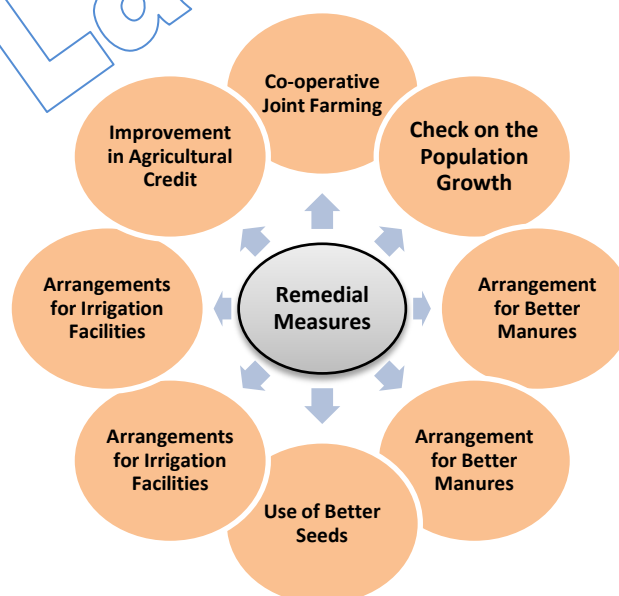 La
Co-operative
Joint Farming
Check on the
Population
Growth
Arrangement
for Better
Manures
Arrangement
for Better
Manures
Use of Better
Seeds
Arrangements
for Irrigation
Facilities
Arrangements
for Irrigation
Facilities
Improvement
in Agricultural
Credit
Remedial
Measures